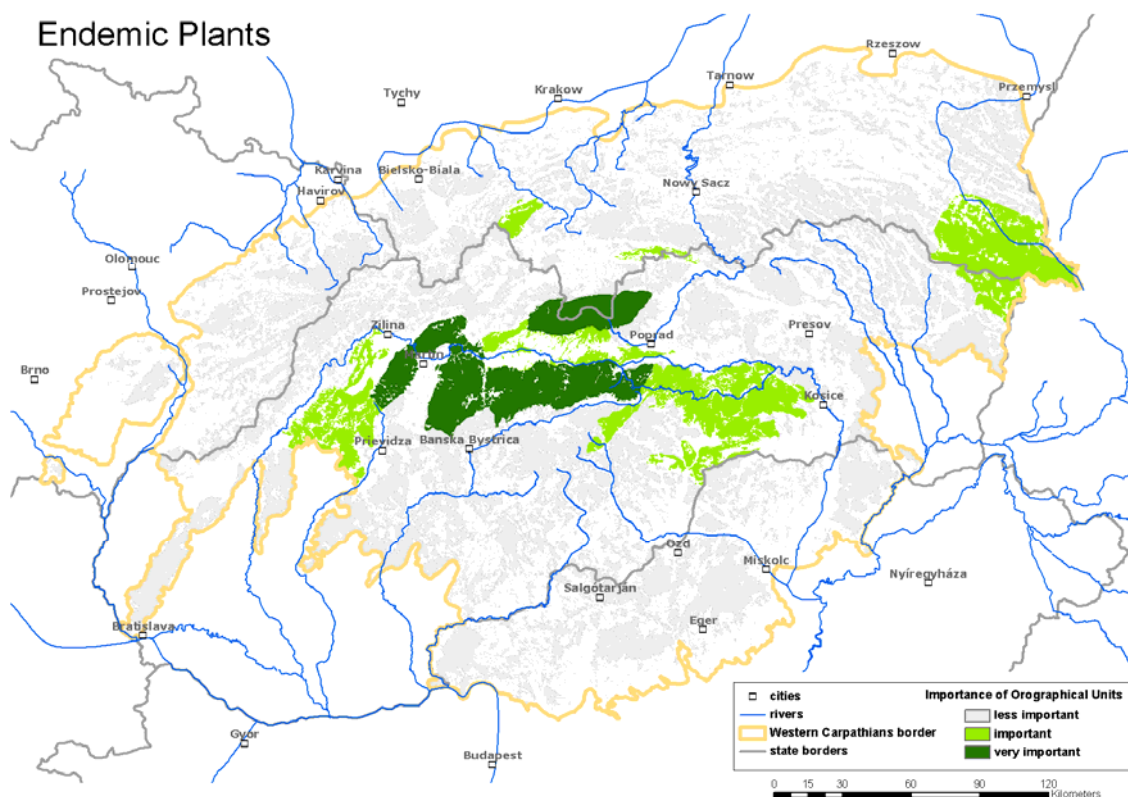 Endemic Plants
Rzeszow
Tarnow
Tychy
Krakow
Przemysl
Karvina
Bielsko-Biala
Havirov
Nowy Sacz
Olomouc
Prostejov
Zilina
Presov
Poprad
Martin
Brno
Kosice
Prievidza
Banska Bystrica
Ozd
Miskolc
Nyíregyháza
Salgotarján
Eger
Bratislava
Györ
Budapest
cities
rivers
Western Carpathians border
state borders
Importance of Orographical Units
less important
important
very important
0 15 30 60 90 120
Kilometers